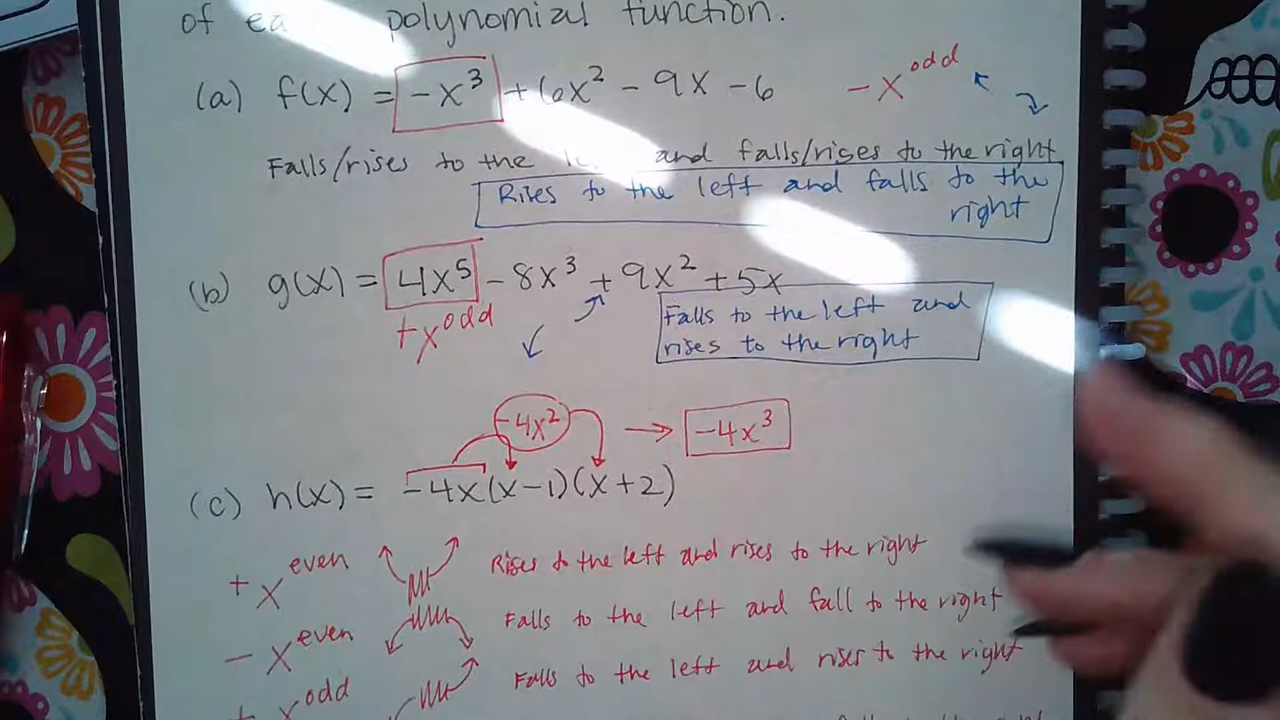 of ea polynomial function.
(a) f(x) = -x³ + 6x² - 9x - 6 -x^odd
Falls/rises to the and falls/rises to the right
Rises to the left and falls to the
right
(b) g(x) = 4x⁵ - 8x³ + 9x² + 5x
+x^odd
Falls to the left and
rises to the right
-4x² → -4x³
(c) h(x) = -4x(x-1)(x+2)
+x^even Rises to the left and rises to the right
-x^even Falls to the left and fall to the right
+x^odd Falls to the left and rises to the right